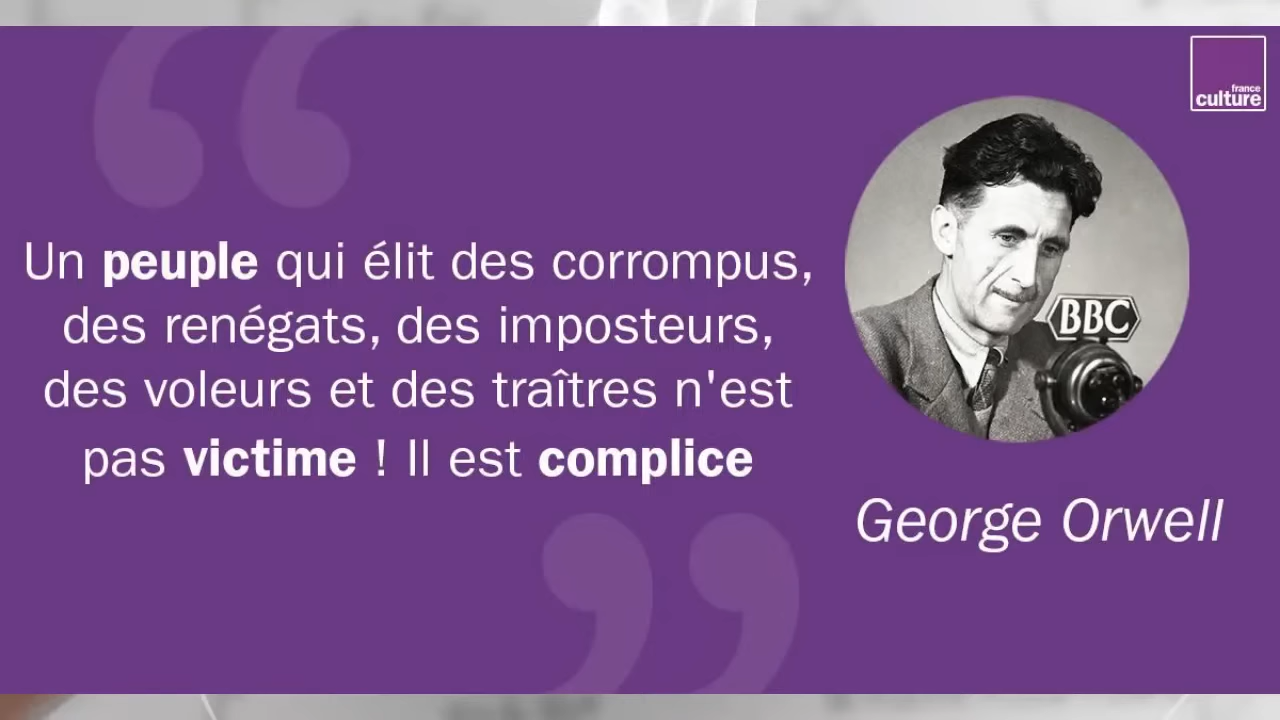 france
culture
Un peuple qui élit des corrompus,
des renégats, des imposteurs,
des voleurs et des traîtres n'est
pas victime ! Il est complice
BBC
George Orwell